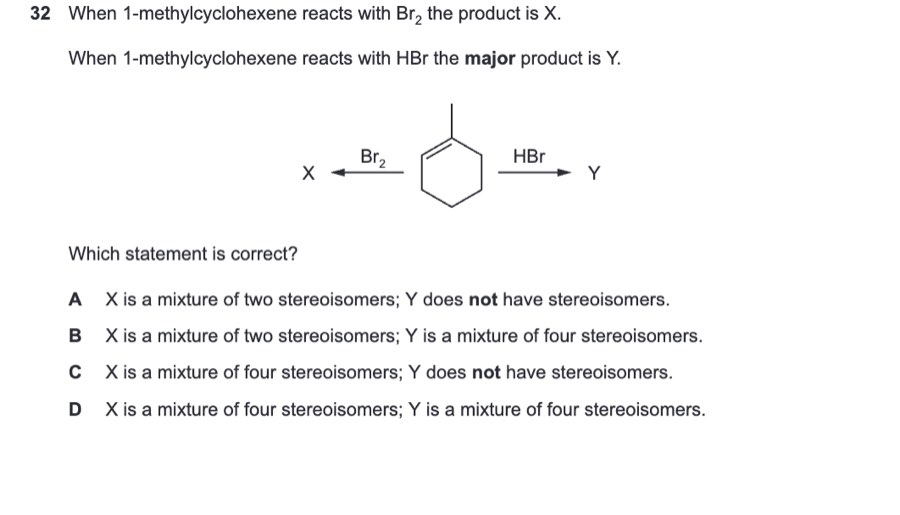 32 When 1-methylcyclohexene reacts with Br₂ the product is X.
When 1-methylcyclohexene reacts with HBr the major product is Y.
X Br₂ HBr Y
Which statement is correct?
A X is a mixture of two stereoisomers; Y does not have stereoisomers.
B X is a mixture of two stereoisomers; Y is a mixture of four stereoisomers.
C X is a mixture of four stereoisomers; Y does not have stereoisomers.
D X is a mixture of four stereoisomers; Y is a mixture of four stereoisomers.